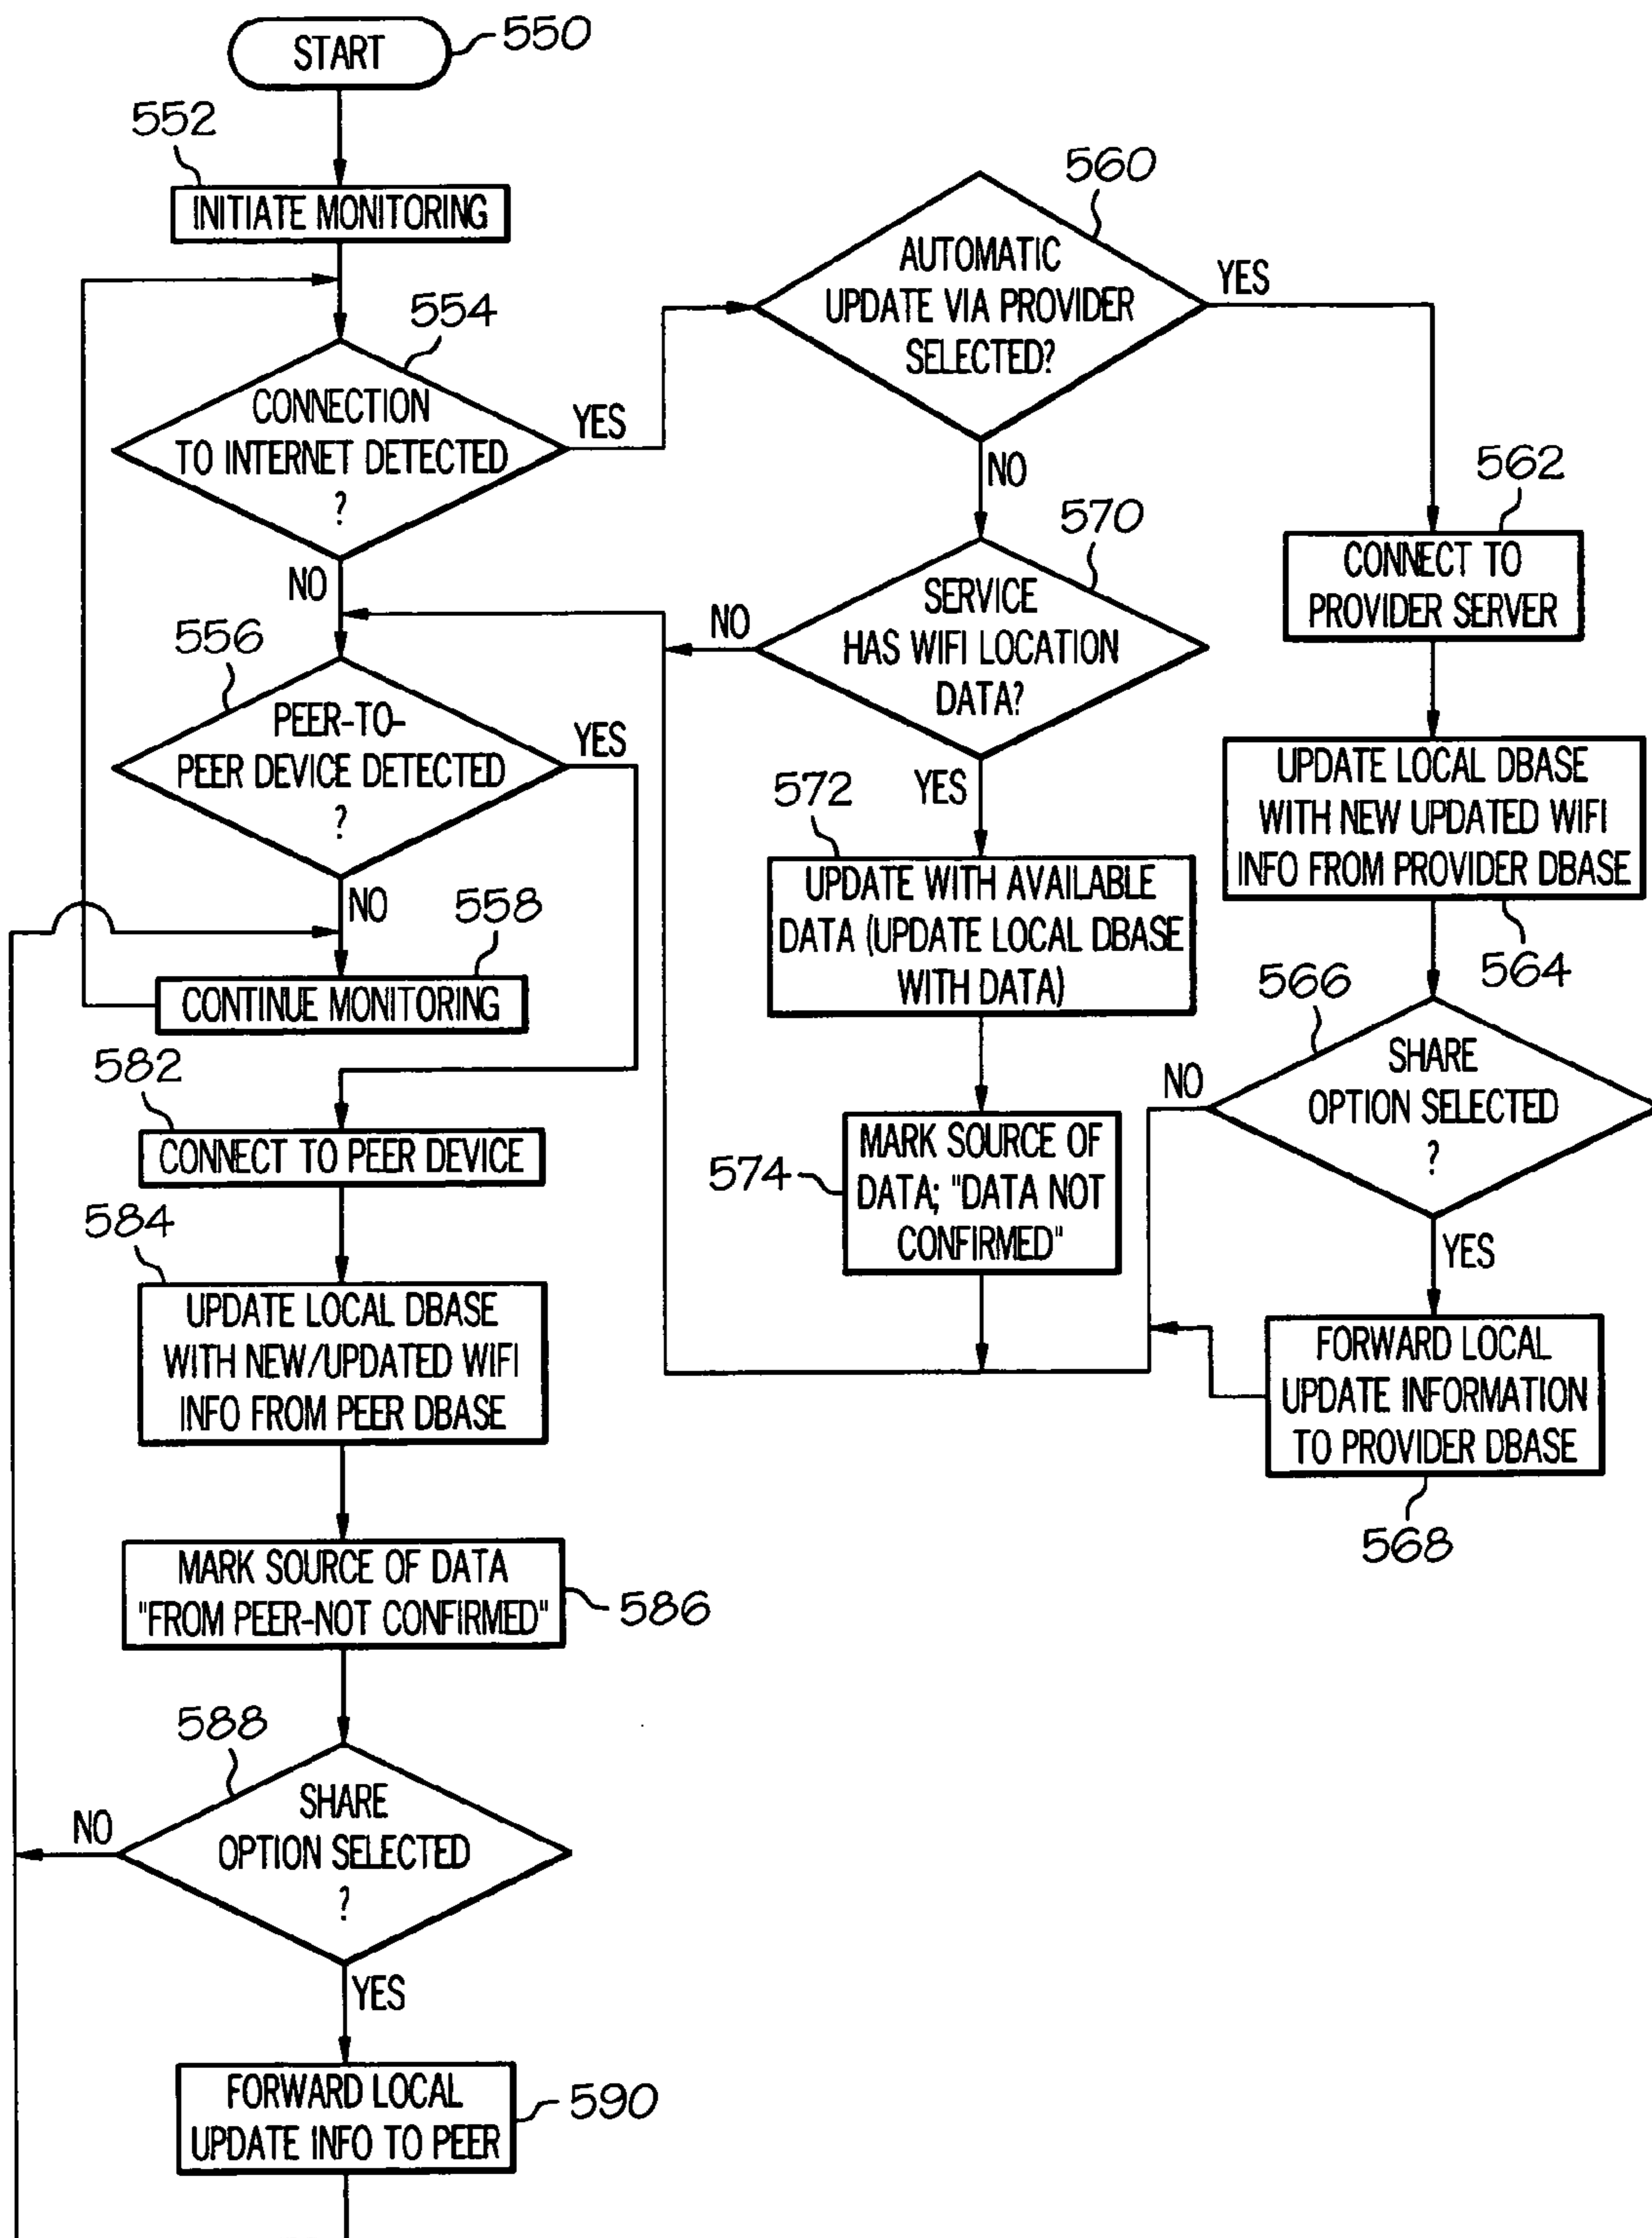 START
550
552
INITIATE MONITORING
554
CONNECTION
TO INTERNET DETECTED
?
YES
NO
556
PEER-TO-
PEER DEVICE DETECTED
?
YES
NO
558
CONTINUE MONITORING
560
AUTOMATIC
UPDATE VIA PROVIDER
SELECTED?
YES
NO
562
CONNECT TO
PROVIDER SERVER
UPDATE LOCAL DBASE
WITH NEW UPDATED WIFI
INFO FROM PROVIDER DBASE
564
566
SHARE
OPTION SELECTED
?
NO
YES
FORWARD LOCAL
UPDATE INFORMATION
TO PROVIDER DBASE
568
570
SERVICE
HAS WIFI LOCATION
DATA?
NO
YES
572
UPDATE WITH AVAILABLE
DATA (UPDATE LOCAL DBASE
WITH DATA)
574
MARK SOURCE OF
DATA; "DATA NOT
CONFIRMED"
582
CONNECT TO PEER DEVICE
584
UPDATE LOCAL DBASE
WITH NEW/UPDATED WIFI
INFO FROM PEER DBASE
MARK SOURCE OF DATA
"FROM PEER-NOT CONFIRMED"
586
588
SHARE
OPTION SELECTED
?
NO
YES
FORWARD LOCAL
UPDATE INFO TO PEER
590